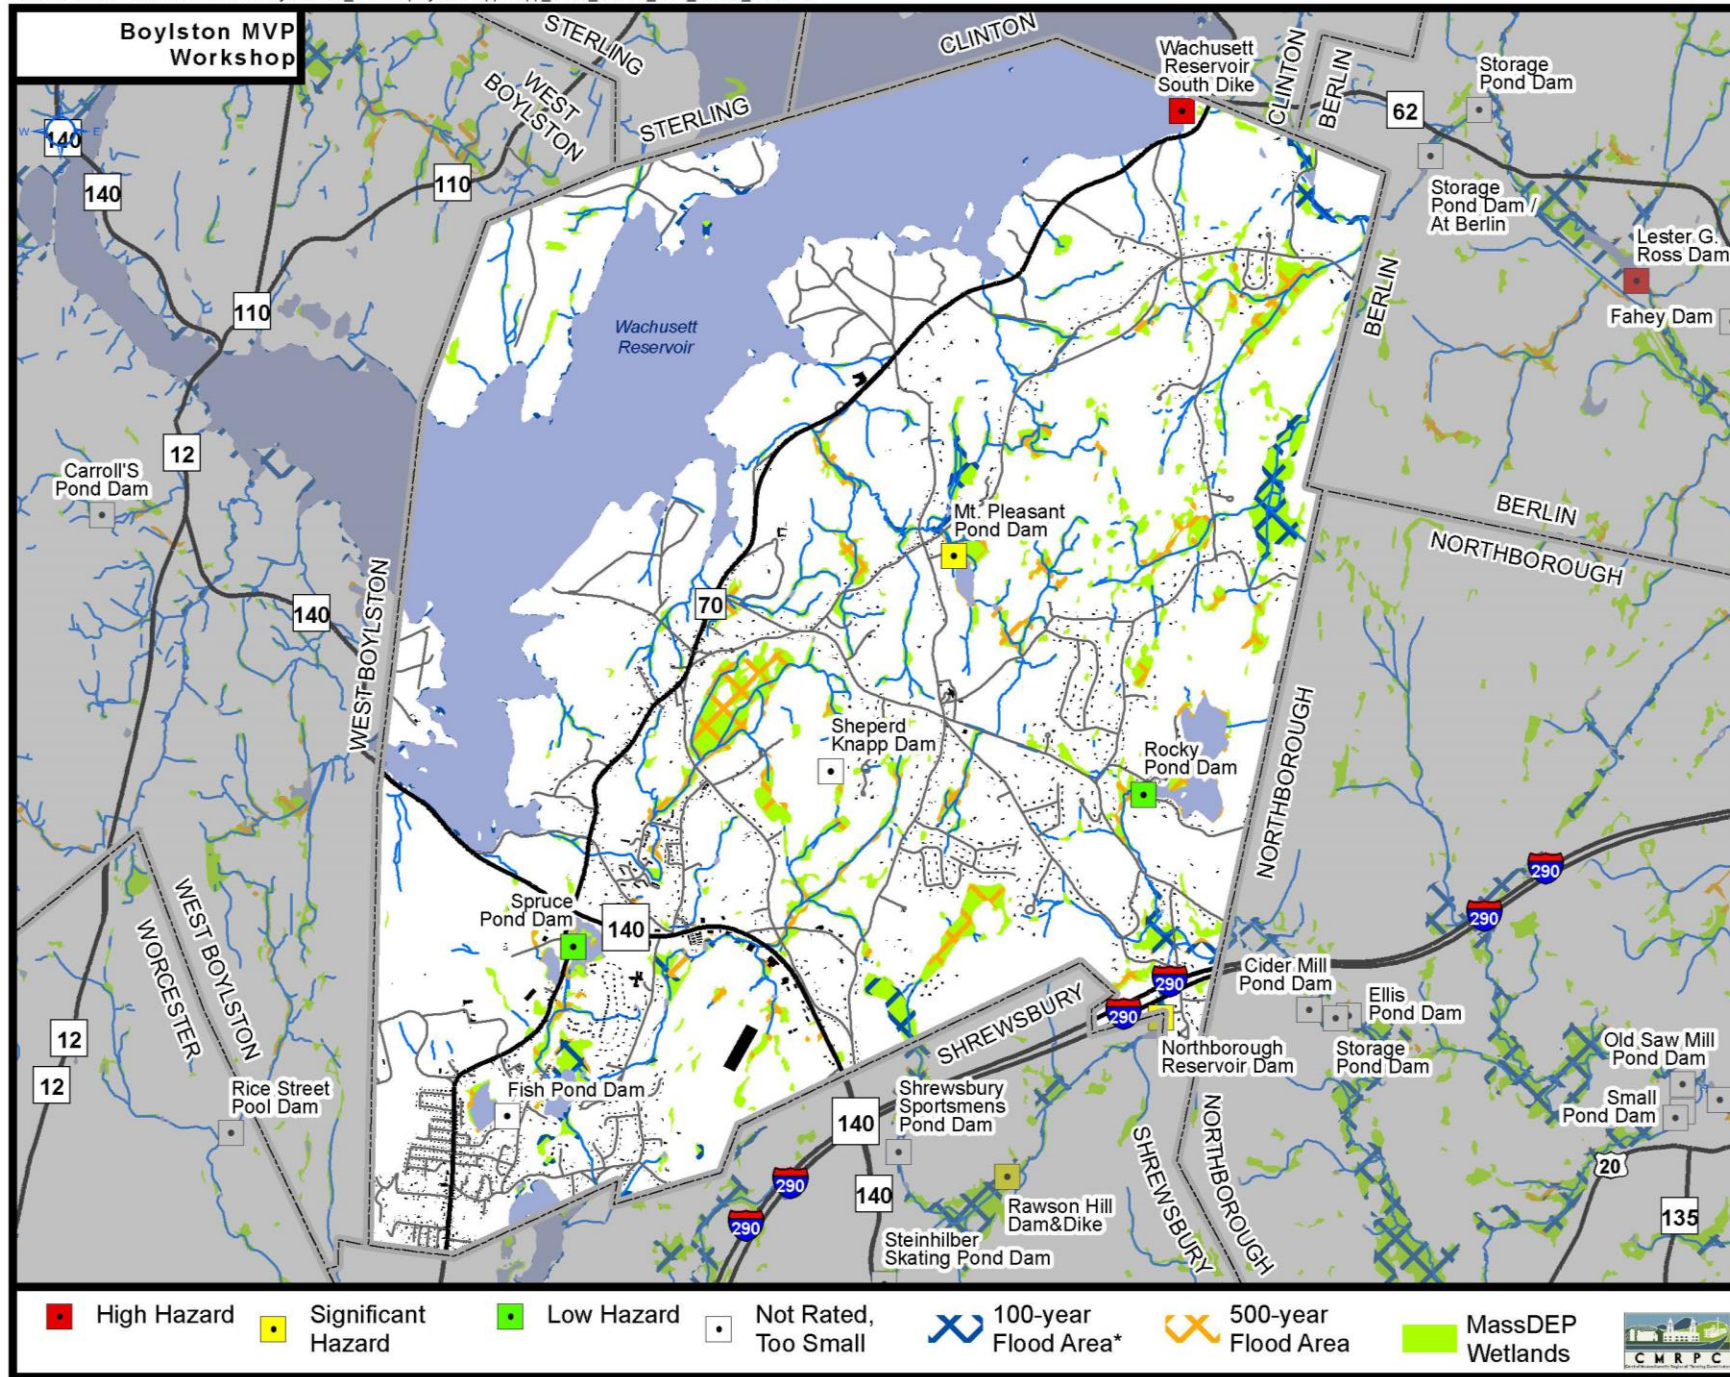 Boylston MVP
Workshop
STERLING
CLINTON
WEST
BOYLSTON
STERLING
Wachusett
Reservoir
South Dike
CLINTON
BERLIN
Storage
Pond Dam
62
W
E
140
140
110
Storage
Pond Dam /
At Berlin
Lester G.
Ross Dam
BERLIN
Fahey Dam
110
Wachusett
Reservoir
12
Carroll'S
Pond Dam
BERLIN
NORTHBOROUGH
Mt. Pleasant
Pond Dam
140
70
WEST BOYLSTON
Sheperd
Knapp Dam
Rocky
Pond Dam
NORTHBOROUGH
290
290
Spruce
Pond Dam
140
WEST BOYLSTON
WORCESTER
290
290
SHREWSBURY
Cider Mill
Pond Dam
Ellis
Pond Dam
Northborough
Reservoir Dam
Storage
Pond Dam
Old Saw Mill
Pond Dam
Small
Pond Dam
12
12
Rice Street
Pool Dam
Fish Pond Dam
Shrewsbury
Sportsmens
Pond Dam
140
140
290
290
Rawson Hill
Dam&Dike
Steinhilber
Skating Pond Dam
SHREWSBURY
NORTHBOROUGH
20
135
High Hazard
Significant
Hazard
Low Hazard
Not Rated,
Too Small
100-year
Flood Area*
500-year
Flood Area
MassDEP
Wetlands
CMRPC